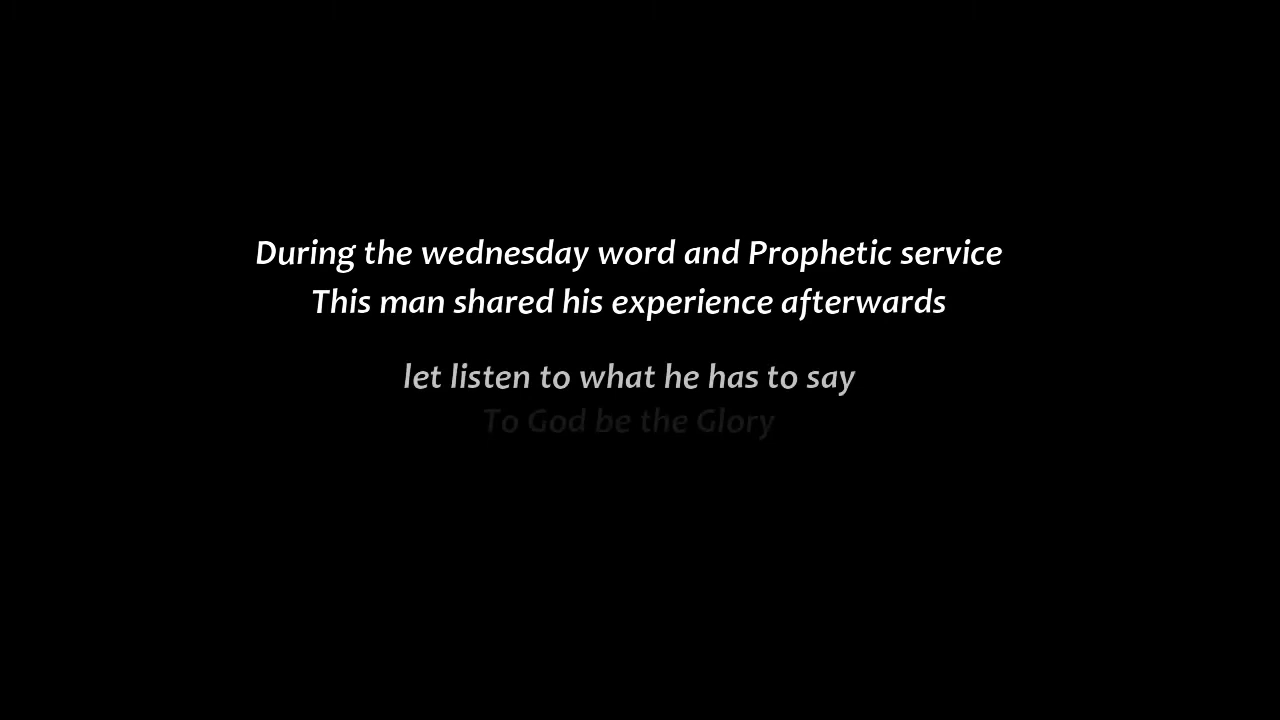 During the wednesday word and Prophetic service
This man shared his experience afterwards
let listen to what he has to say
To God be the Glory